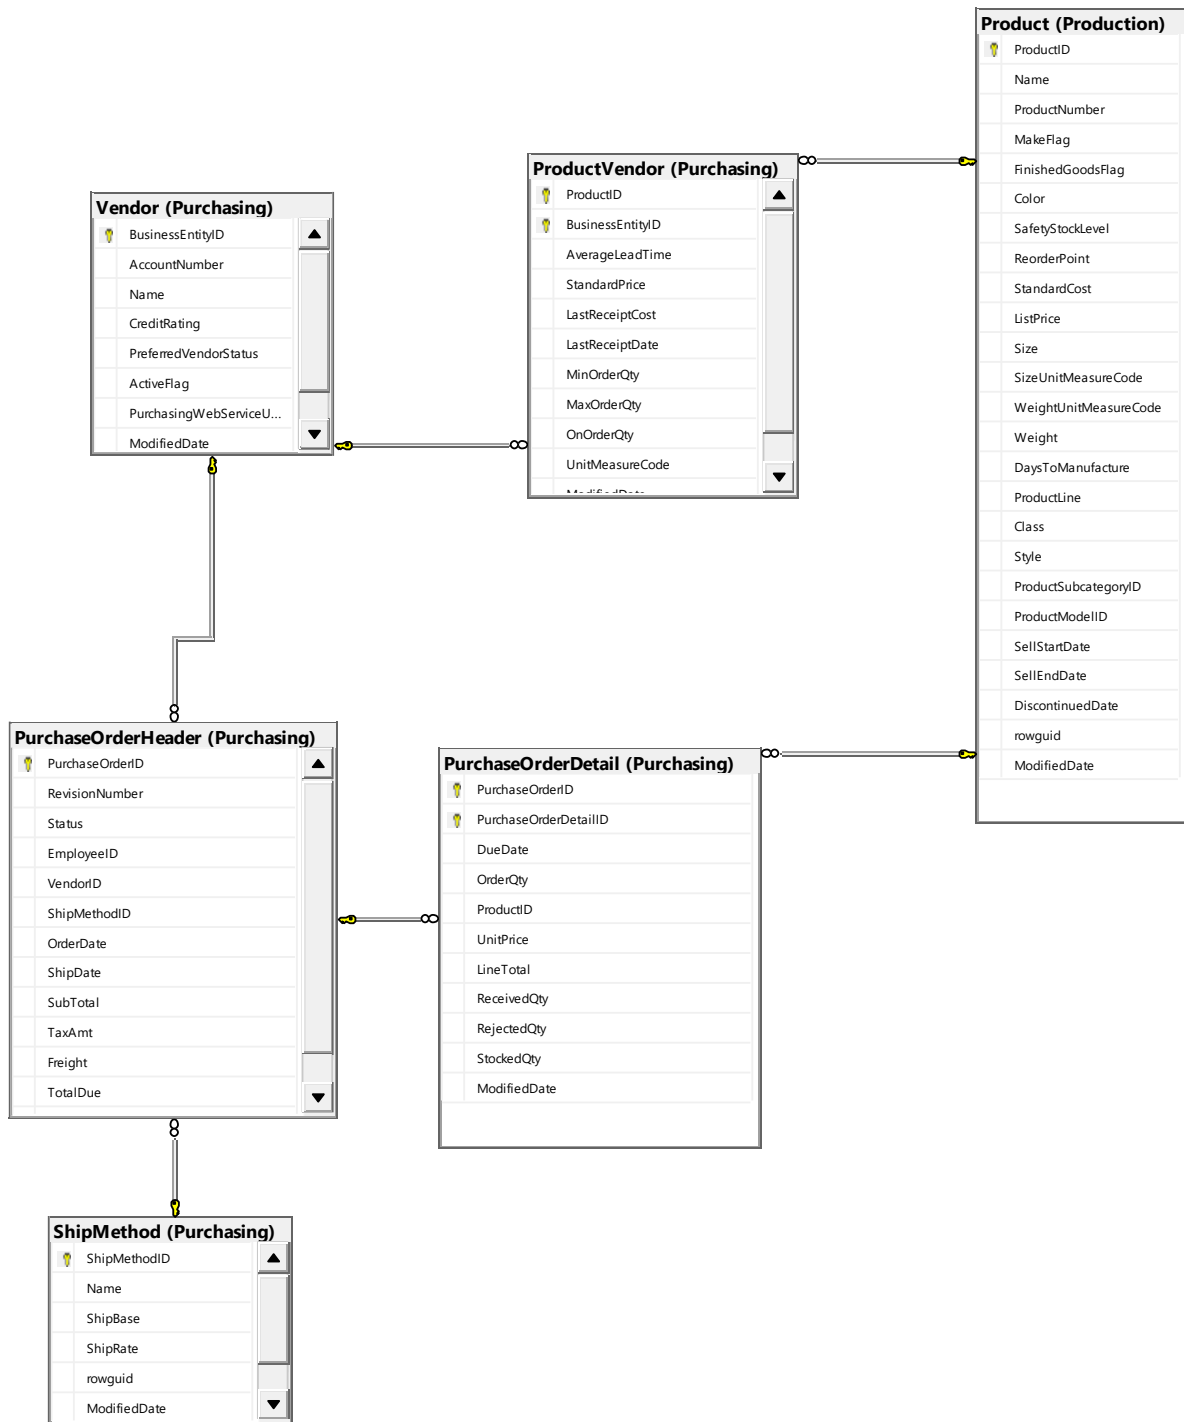 Product (Production)
ProductID
Name
ProductNumber
MakeFlag
FinishedGoodsFlag
Color
SafetyStockLevel
ReorderPoint
StandardCost
ListPrice
Size
SizeUnitMeasureCode
WeightUnitMeasureCode
Weight
DaysToManufacture
ProductLine
Class
Style
ProductSubcategoryID
ProductModelID
SellStartDate
SellEndDate
DiscontinuedDate
rowguid
ModifiedDate
ProductVendor (Purchasing)
ProductID
BusinessEntityID
AverageLeadTime
StandardPrice
LastReceiptCost
LastReceiptDate
MinOrderQty
MaxOrderQty
OnOrderQty
UnitMeasureCode
ModifiedDate
Vendor (Purchasing)
BusinessEntityID
AccountNumber
Name
CreditRating
PreferredVendorStatus
ActiveFlag
PurchasingWebServiceU...
ModifiedDate
PurchaseOrderHeader (Purchasing)
PurchaseOrderID
RevisionNumber
Status
EmployeeID
VendorID
ShipMethodID
OrderDate
ShipDate
SubTotal
TaxAmt
Freight
TotalDue
PurchaseOrderDetail (Purchasing)
PurchaseOrderID
PurchaseOrderDetailID
DueDate
OrderQty
ProductID
UnitPrice
LineTotal
ReceivedQty
RejectedQty
StockedQty
ModifiedDate
ShipMethod (Purchasing)
ShipMethodID
Name
ShipBase
ShipRate
rowguid
ModifiedDate